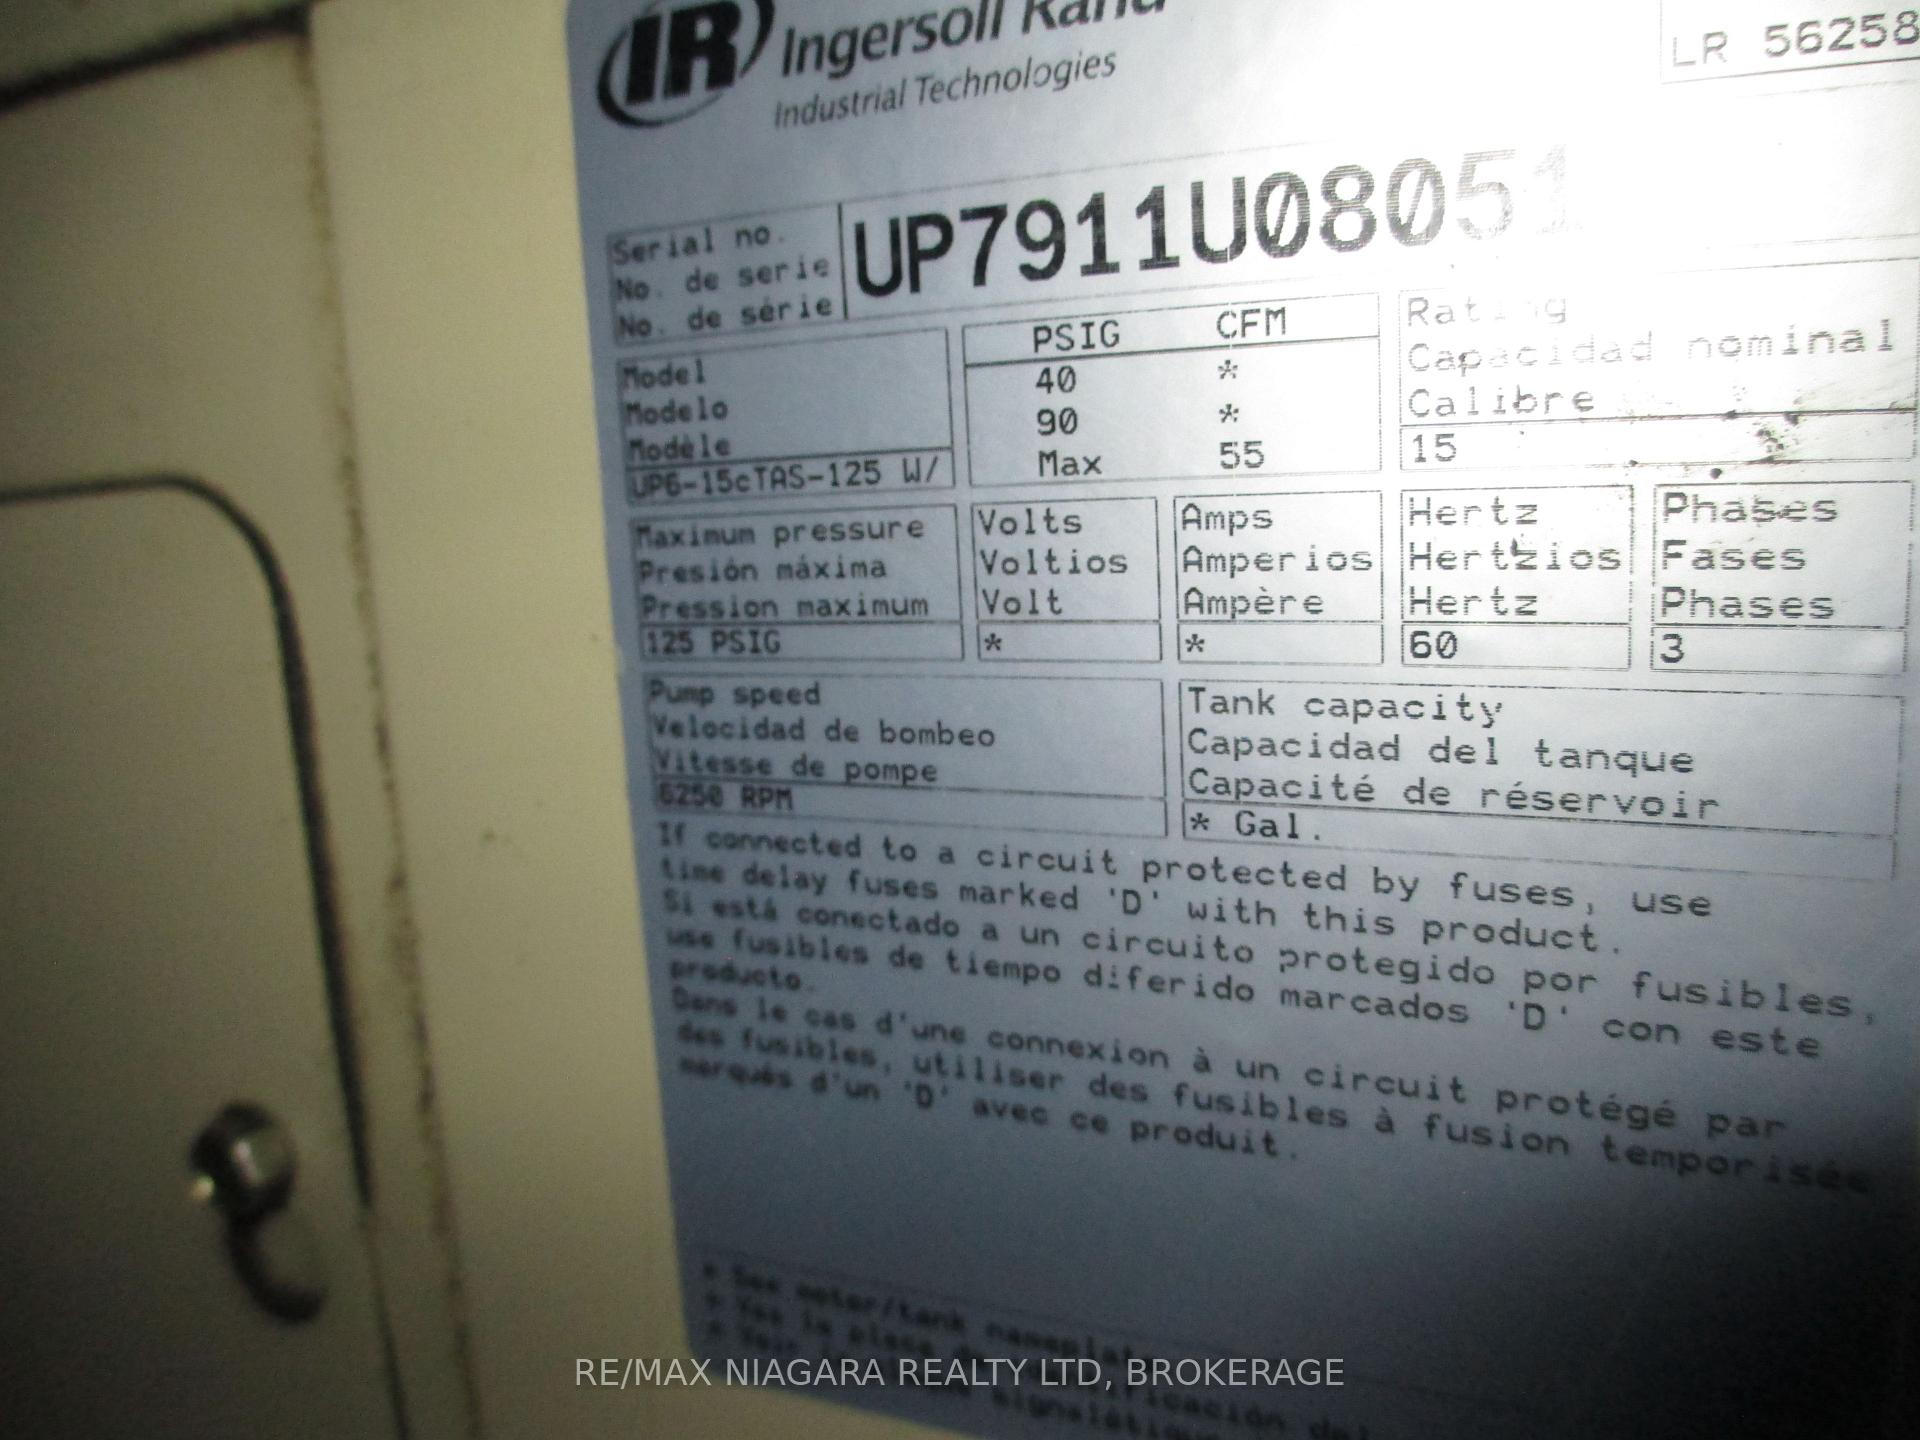 IR Ingersoll Rand
Industrial Technologies
LR 56258
Serial no.
No. de serie
No. de série
UP7911U08051
Model
Modelo
Modèle
UP6-15cTAS-125 W/
PSIG CFM
40 *
90 *
Max 55
Rating
Capacidad nominal
Calibre
15
Maximum pressure
Presión máxima
Pression maximum
125 PSIG
Volts
Voltios
Volt
*
Amps
Amperios
Ampère
*
Hertz
Hertzios
Hertz
60
Phases
Fases
Phases
3
Pump speed
Velocidad de bombeo
Vitesse de pompe
6250 RPM
Tank capacity
Capacidad del tanque
Capacité de réservoir
* Gal.
If connected to a circuit protected by fuses, use
time delay fuses marked 'D' with this product.
Si está conectado a un circuito protegido por fusibles,
use fusibles de tiempo diferido marcados 'D' con este
producto.
Dans le cas d'une connexion à un circuit protégé par
des fusibles, utiliser des fusibles à fusion temporisée
marqués d'un 'D' avec ce produit.
* See motor/tank nameplate
RE/MAX NIAGARA REALTY LTD, BROKERAGE